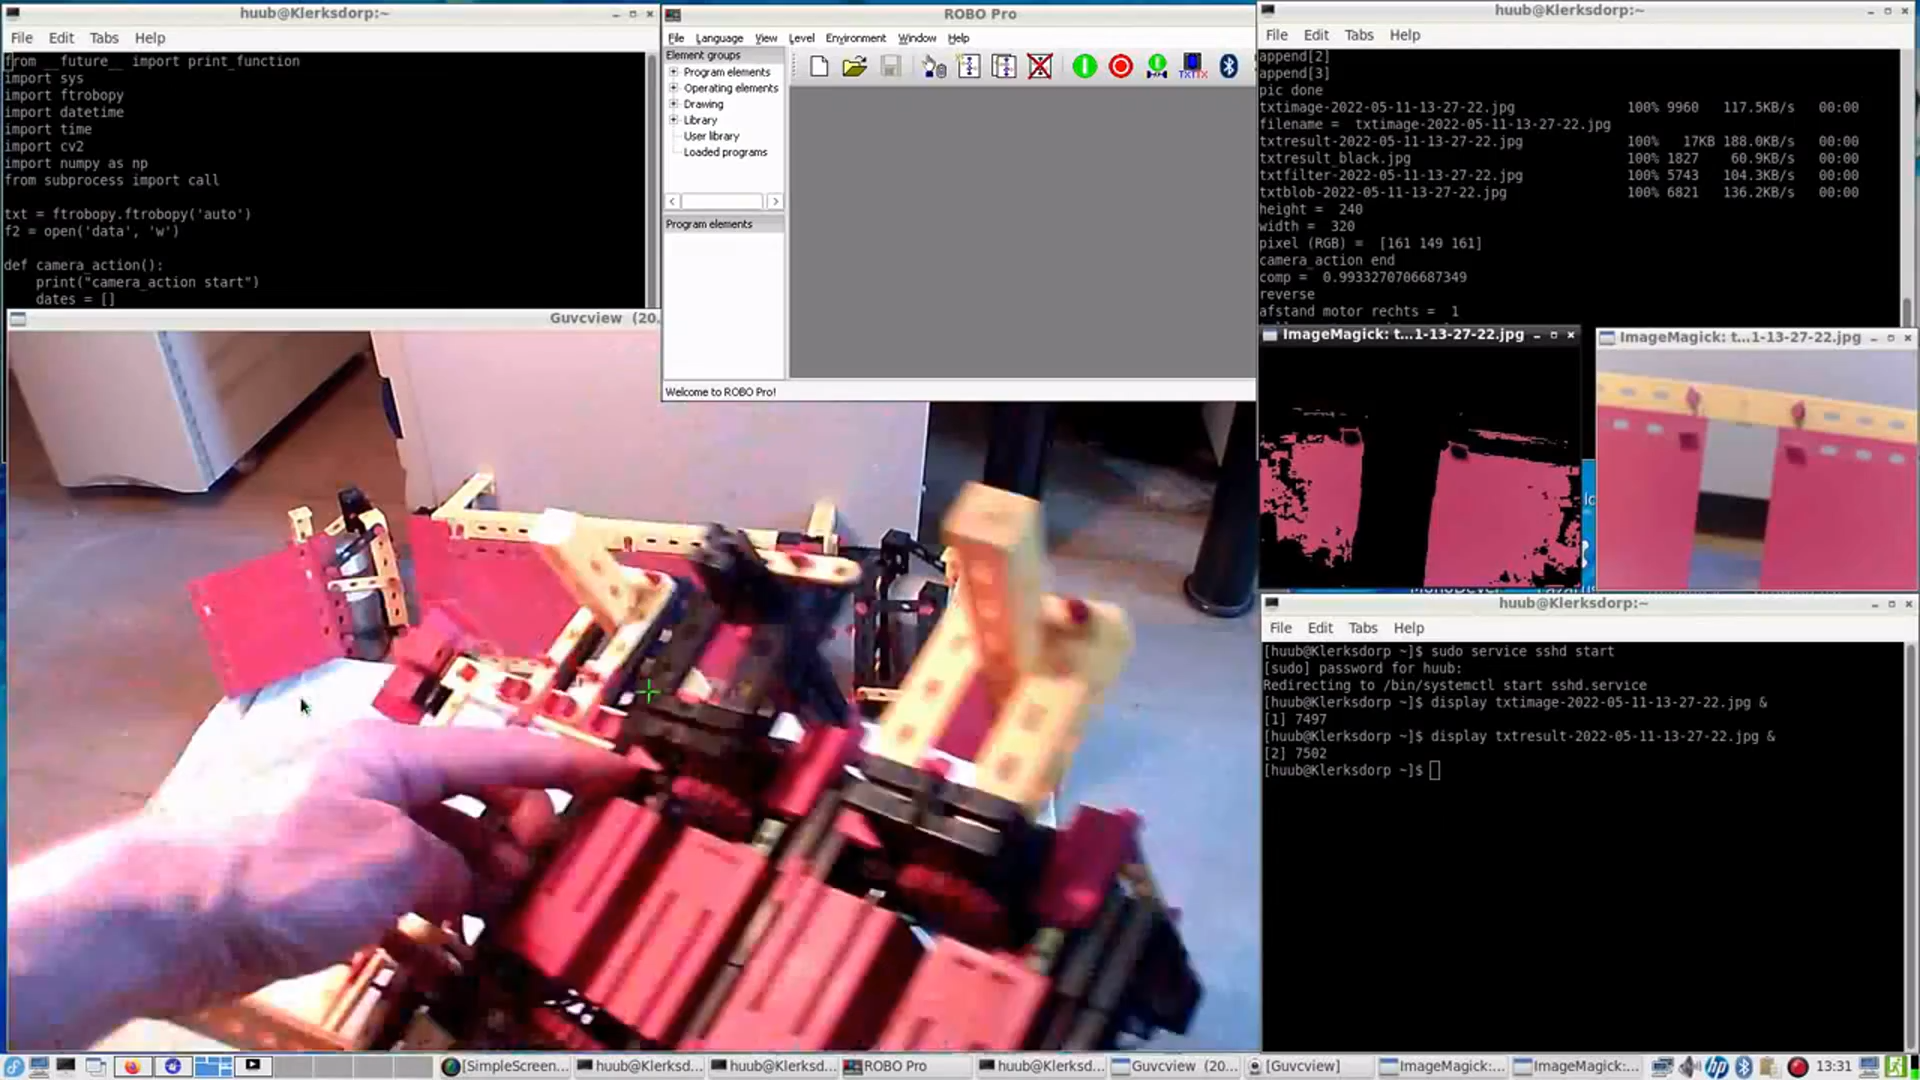 huub@Klerksdorp:~
File Edit Tabs Help
from __future__ import print_function
import sys
import ftrobopy
import datetime
import time
import cv2
import numpy as np
from subprocess import call
txt = ftrobopy.ftrobopy('auto')
f2 = open('data', 'w')
def camera_action():
print("camera_action start")
dates = []
Guvcview (20.
ROBO Pro
File Language View Level Environment Window Help
Element groups
Program elements
Operating elements
Drawing
Library
User library
Loaded programs
Program elements
Welcome to ROBO Pro!
huub@Klerksdorp:~
File Edit Tabs Help
append[2]
append[3]
pic done
txtimage-2022-05-11-13-27-22.jpg 100% 9960 117.5KB/s 00:00
filename = txtimage-2022-05-11-13-27-22.jpg
txtresult-2022-05-11-13-27-22.jpg 100% 17KB 188.0KB/s 00:00
txtresult_black.jpg 100% 1827 60.9KB/s 00:00
txtfilter-2022-05-11-13-27-22.jpg 100% 5743 104.3KB/s 00:00
txtblob-2022-05-11-13-27-22.jpg 100% 6821 136.2KB/s 00:00
height = 240
width = 320
pixel (RGB) = [161 149 161]
camera_action end
comp = 0.9933270706687349
reverse
afstand motor rechts = 1
ImageMagick: t...1-13-27-22.jpg
ImageMagick: t...1-13-27-22.jpg
huub@Klerksdorp:~
File Edit Tabs Help
[huub@Klerksdorp ~]$ sudo service sshd start
[sudo] password for huub:
Redirecting to /bin/systemctl start sshd.service
[huub@Klerksdorp ~]$ display txtimage-2022-05-11-13-27-22.jpg &
[1] 7497
[huub@Klerksdorp ~]$ display txtresult-2022-05-11-13-27-22.jpg &
[2] 7502
[huub@Klerksdorp ~]$
[SimpleScreen... huub@Klerksd... huub@Klerksd... ROBO Pro huub@Klerksd... Guvcview (20... [Guvcview] ImageMagick:... ImageMagick:... 13:31